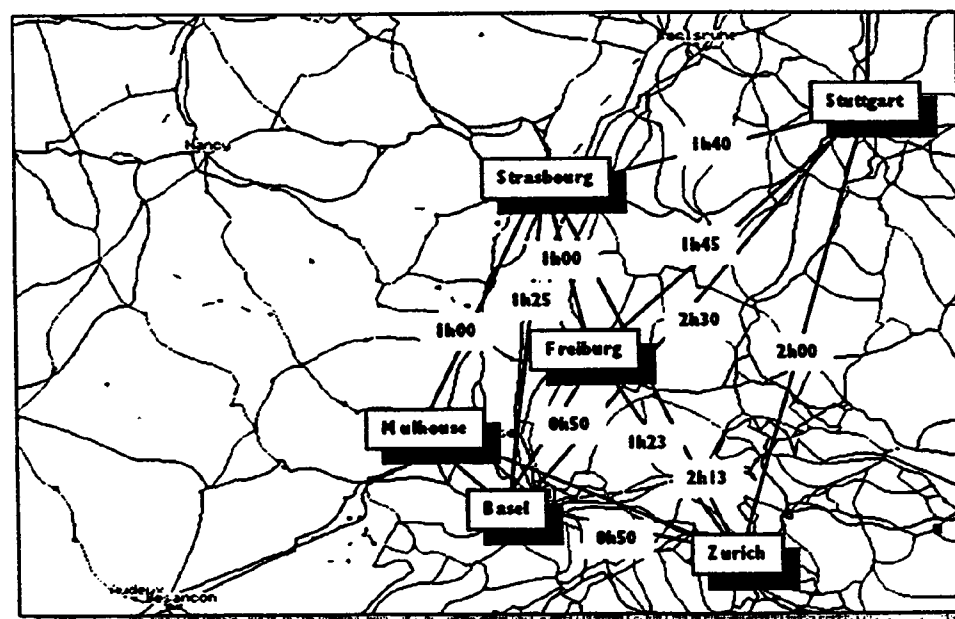 Stuttgart
1h40
Nancy
Strasbourg
1h45
1h00
1h25
2h30
1h00
Freiburg
2h00
0h50
Mulhouse
1h23
2h13
Basel
0h50
Zurich